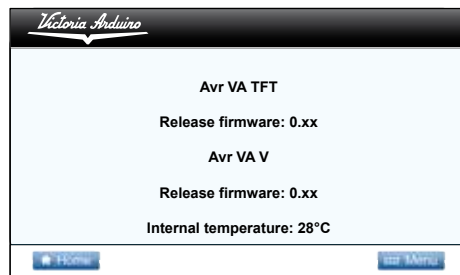 Victoria Arduino
Avr VA TFT
Release firmware: 0.xx
Avr VA V
Release firmware: 0.xx
Internal temperature: 28°C
Home
Menu